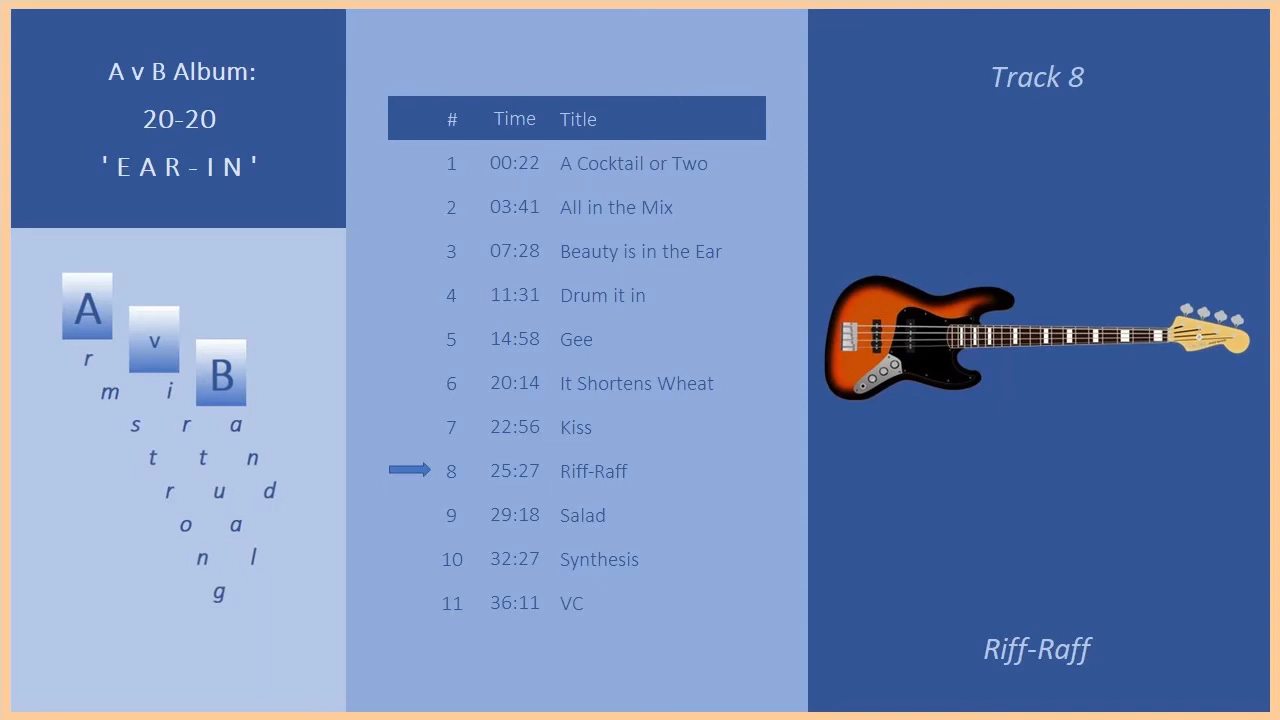 A v B Album:
20-20
' E A R - I N '
A
v
B
r
m i
s r a
t t n
r u d
o a
n l
g
# Time Title
1 00:22 A Cocktail or Two
2 03:41 All in the Mix
3 07:28 Beauty is in the Ear
4 11:31 Drum it in
5 14:58 Gee
6 20:14 It Shortens Wheat
7 22:56 Kiss
8 25:27 Riff-Raff
9 29:18 Salad
10 32:27 Synthesis
11 36:11 VC
Track 8
Riff-Raff